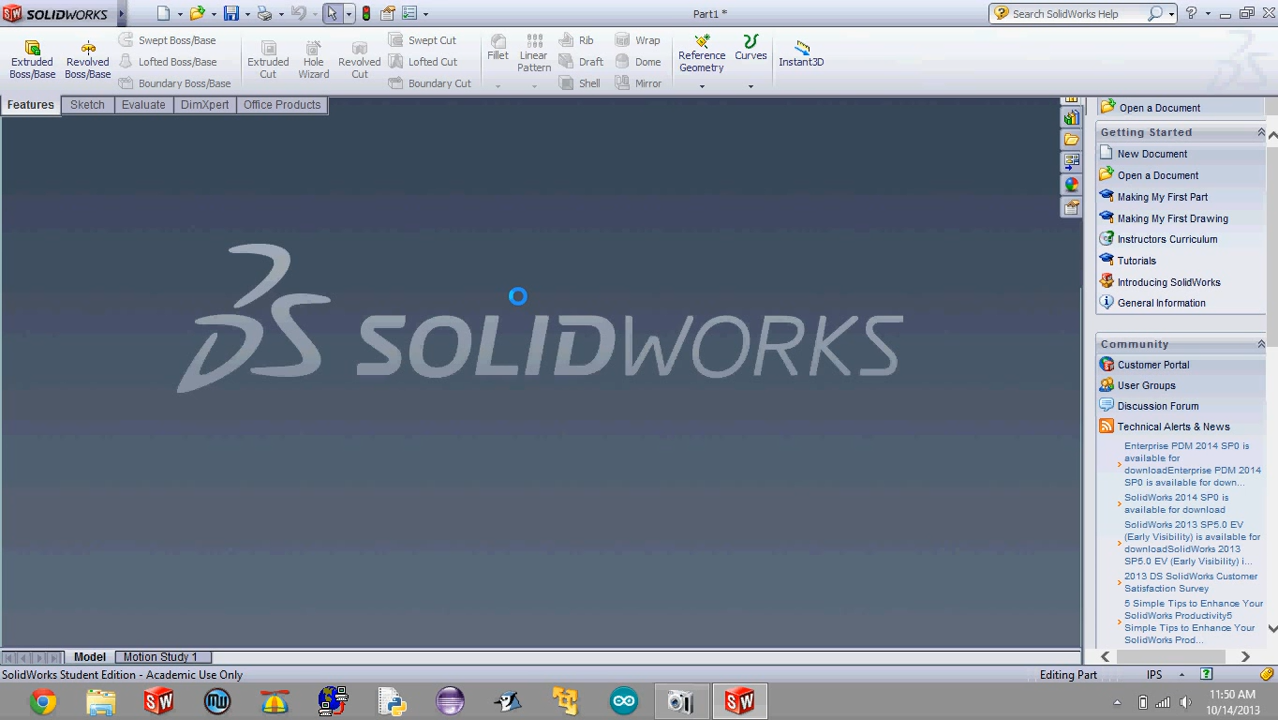 SOLIDWORKS
Part1 *
Search SolidWorks Help
Extruded Boss/Base
Revolved Boss/Base
Swept Boss/Base
Lofted Boss/Base
Boundary Boss/Base
Extruded Cut
Hole Wizard
Revolved Cut
Swept Cut
Lofted Cut
Boundary Cut
Fillet
Linear Pattern
Rib
Draft
Shell
Wrap
Dome
Mirror
Reference Geometry
Curves
Instant3D
Features
Sketch
Evaluate
DimXpert
Office Products
SOLIDWORKS
Open a Document
Getting Started
New Document
Open a Document
Making My First Part
Making My First Drawing
Instructors Curriculum
Tutorials
Introducing SolidWorks
General Information
Community
Customer Portal
User Groups
Discussion Forum
Technical Alerts & News
Enterprise PDM 2014 SP0 is
available for
downloadEnterprise PDM 2014
SP0 is available for down...
SolidWorks 2014 SP0 is
available for download
SolidWorks 2013 SP5.0 EV
(Early Visibility) is available for
downloadSolidWorks 2013
SP5.0 EV (Early Visibility) i...
2013 DS SolidWorks Customer
Satisfaction Survey
5 Simple Tips to Enhance Your
SolidWorks Productivity5
Simple Tips to Enhance Your
SolidWorks Prod...
Model
Motion Study 1
SolidWorks Student Edition - Academic Use Only
Editing Part
IPS
11:50 AM
10/14/2013